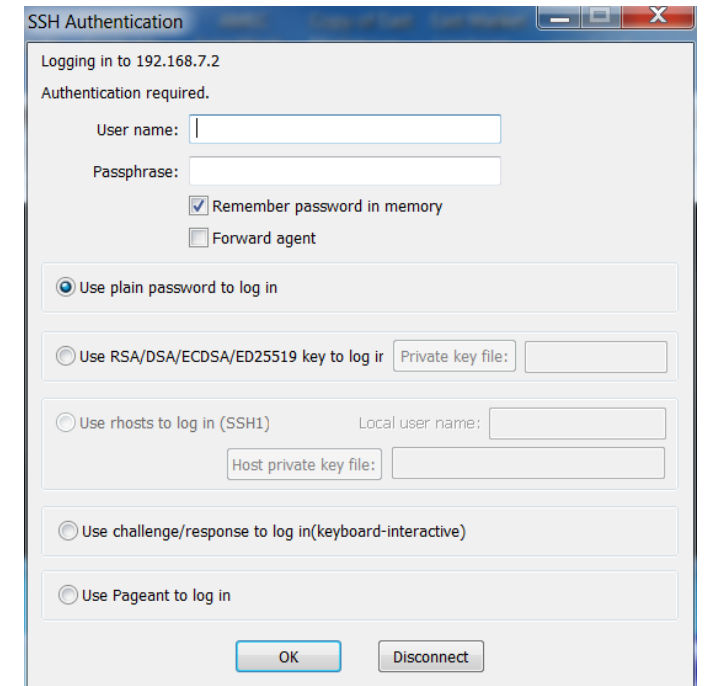 SSH Authentication
Logging in to 192.168.7.2
Authentication required.
User name:
Passphrase:
Remember password in memory
Forward agent
Use plain password to log in
Use RSA/DSA/ECDSA/ED25519 key to log ir Private key file:
Use rhosts to log in (SSH1) Local user name:
Host private key file:
Use challenge/response to log in(keyboard-interactive)
Use Pageant to log in
OK Disconnect